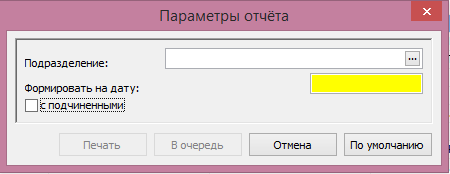 Параметры отчёта
Подразделение:
...
Формировать на дату:
с подчиненными
Печать В очередь Отмена По умолчанию